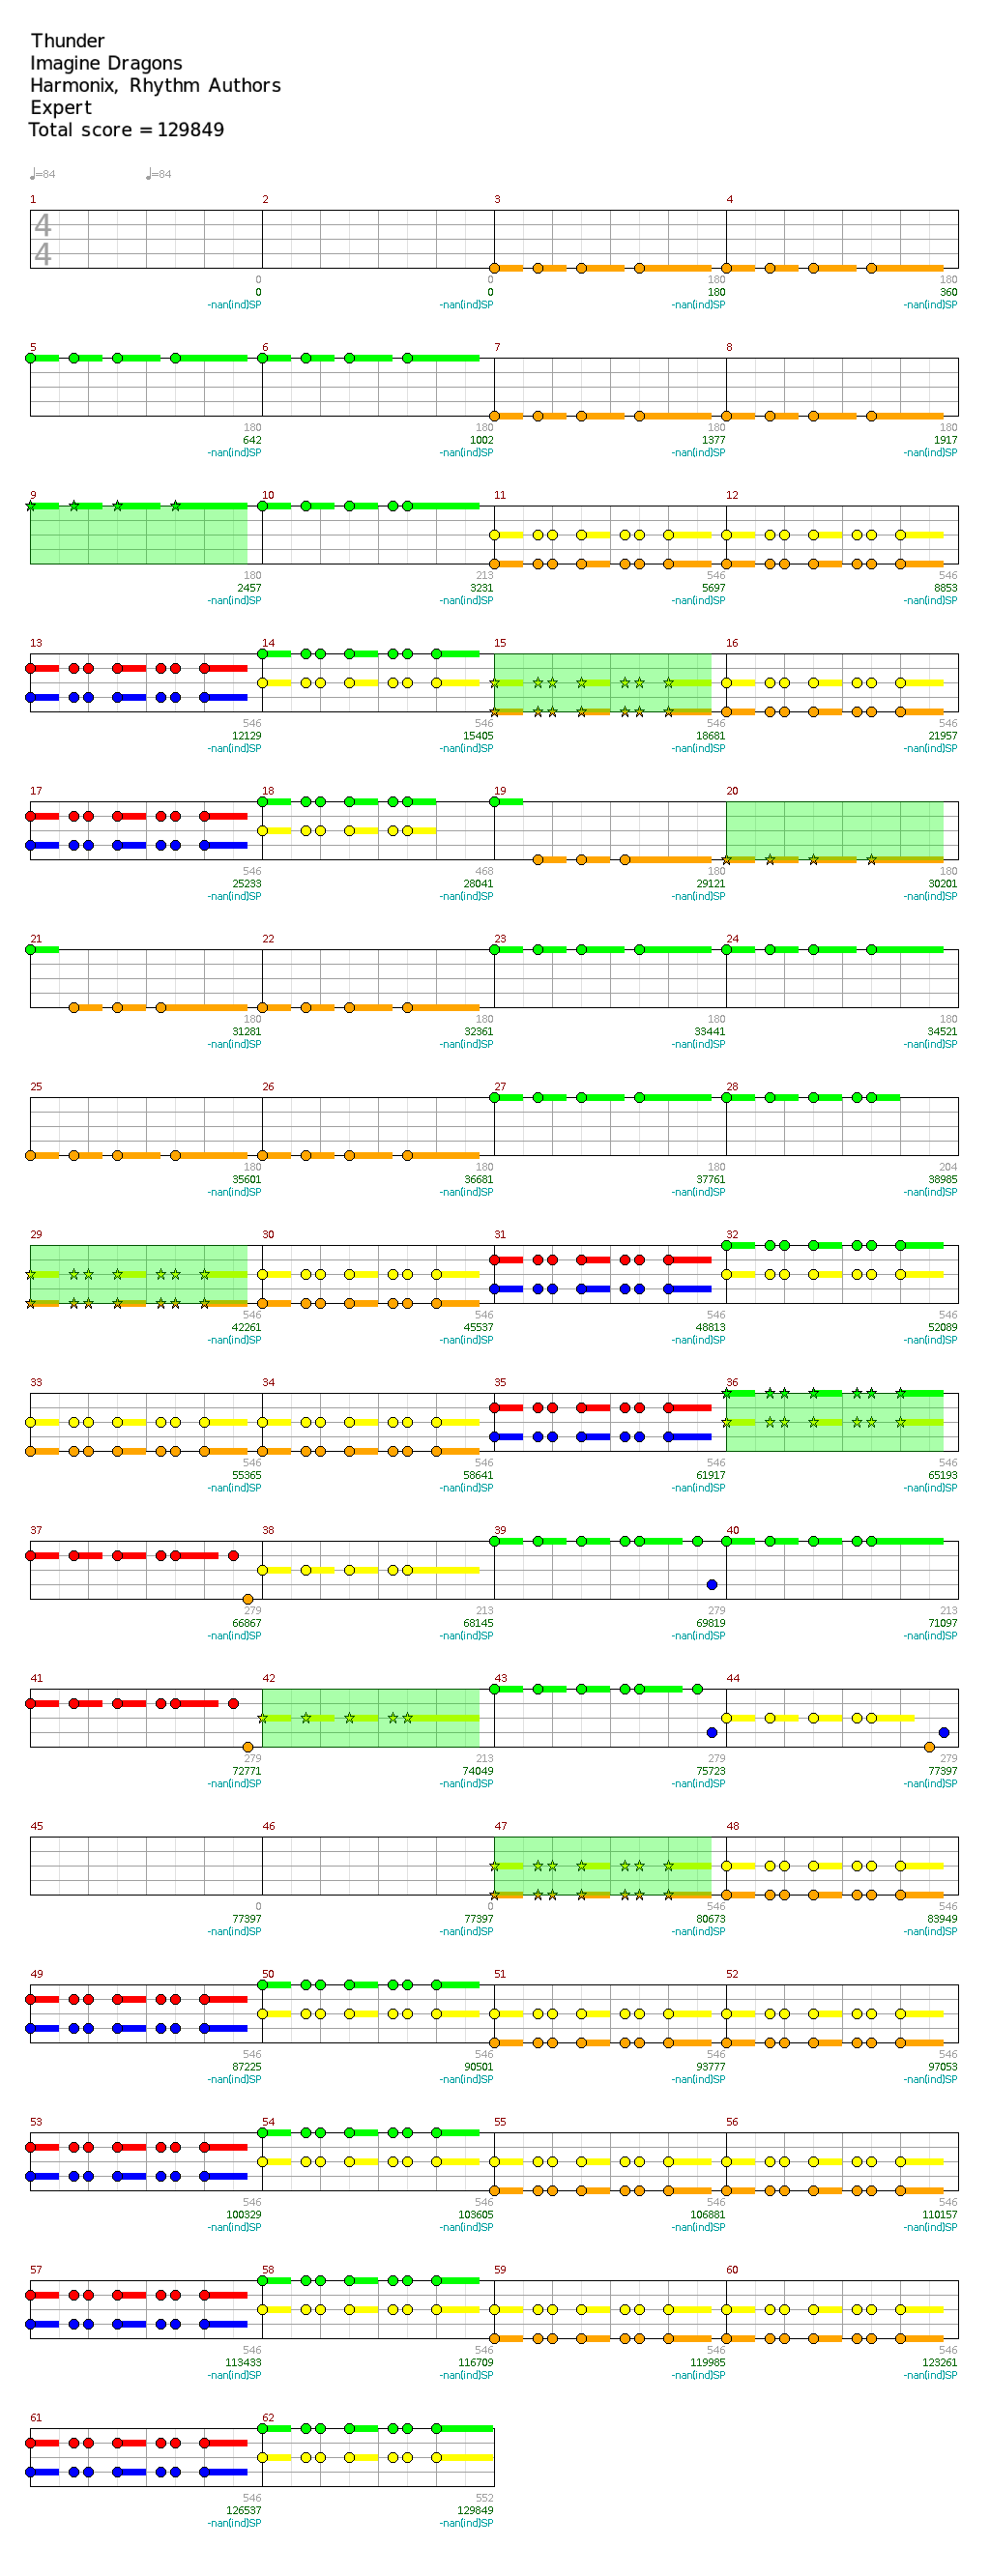 Thunder
Imagine Dragons
Harmonix, Rhythm Authors
Expert
Total score = 129849
♩=84 ♩=84
1 2 3 4
4
4
0 0 180 180
0 0 180 360
-nan(ind)SP -nan(ind)SP -nan(ind)SP -nan(ind)SP
5 6 7 8
180 180 180 180
642 1002 1377 1917
-nan(ind)SP -nan(ind)SP -nan(ind)SP -nan(ind)SP
9 10 11 12
180 213 546 546
2457 3231 5697 8853
-nan(ind)SP -nan(ind)SP -nan(ind)SP -nan(ind)SP
13 14 15 16
546 546 546 546
12129 15405 18681 21957
-nan(ind)SP -nan(ind)SP -nan(ind)SP -nan(ind)SP
17 18 19 20
546 468 180 180
25233 28041 29121 30201
-nan(ind)SP -nan(ind)SP -nan(ind)SP -nan(ind)SP
21 22 23 24
180 180 180 180
31281 32361 33441 34521
-nan(ind)SP -nan(ind)SP -nan(ind)SP -nan(ind)SP
25 26 27 28
180 180 180 204
35601 36681 37761 38985
-nan(ind)SP -nan(ind)SP -nan(ind)SP -nan(ind)SP
29 30 31 32
546 546 546 546
42261 45537 48813 52089
-nan(ind)SP -nan(ind)SP -nan(ind)SP -nan(ind)SP
33 34 35 36
546 546 546 546
55365 58641 61917 65193
-nan(ind)SP -nan(ind)SP -nan(ind)SP -nan(ind)SP
37 38 39 40
279 213 279 213
66867 68145 69819 71097
-nan(ind)SP -nan(ind)SP -nan(ind)SP -nan(ind)SP
41 42 43 44
279 213 279 279
72771 74049 75723 77397
-nan(ind)SP -nan(ind)SP -nan(ind)SP -nan(ind)SP
45 46 47 48
0 0 546 546
77397 77397 80673 83949
-nan(ind)SP -nan(ind)SP -nan(ind)SP -nan(ind)SP
49 50 51 52
546 546 546 546
87225 90501 93777 97053
-nan(ind)SP -nan(ind)SP -nan(ind)SP -nan(ind)SP
53 54 55 56
546 546 546 546
100329 103605 106881 110157
-nan(ind)SP -nan(ind)SP -nan(ind)SP -nan(ind)SP
57 58 59 60
546 546 546 546
113433 116709 119985 123261
-nan(ind)SP -nan(ind)SP -nan(ind)SP -nan(ind)SP
61 62
546 552
126537 129849
-nan(ind)SP -nan(ind)SP